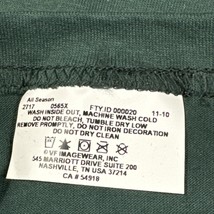 All Season
2717 0565X FTY.ID 000020 11-10
WASH INSIDE OUT, MACHINE WASH COLD
DO NOT BLEACH, TUMBLE DRY LOW
REMOVE PROMPTLY, DO NOT IRON DECORATION
DO NOT DRY CLEAN
© VF IMAGEWEAR, INC.
545 MARRIOTT DRIVE SUITE 200
NASHVILLE, TN USA 37214
CA # 54918